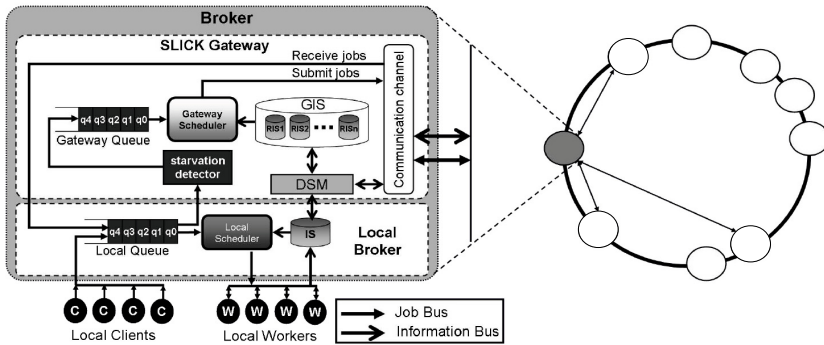 Broker
SLICK Gateway
Receive jobs
Submit jobs
Communication channel
GIS
RIS1 RIS2 ••• RISn
Gateway Scheduler
q4 q3 q2 q1 q0
Gateway Queue
starvation detector
DSM
q4 q3 q2 q1 q0
Local Queue
Local Scheduler
IS
Local Broker
C C C C
Local Clients
W W W W
Local Workers
Job Bus
Information Bus